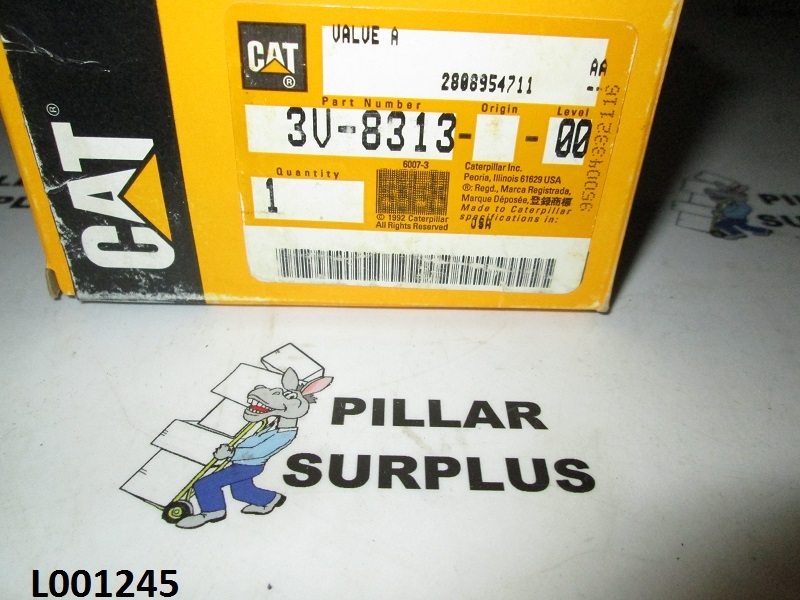 CAT
®
CAT
®
VALVE A
AA
2808954711
--
Part Number
Origin
Level
3V-8313-
-
00
Quantity
1
6007-3
© 1992 Caterpillar
All Rights Reserved
Caterpillar Inc.
Peoria, Illinois 61629 USA
®: Regd., Marca Registrada,
Marque Déposée, 登録商標
Made to Caterpillar
specifications in:
USA
PILLAR
SURPLUS
PILLAR
SURPLUS
L001245